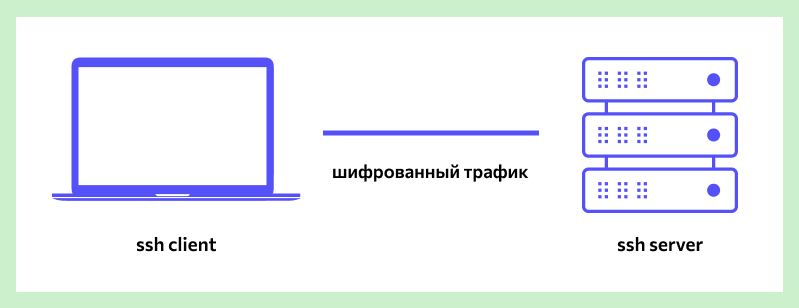 шифрованный трафик
ssh client
ssh server